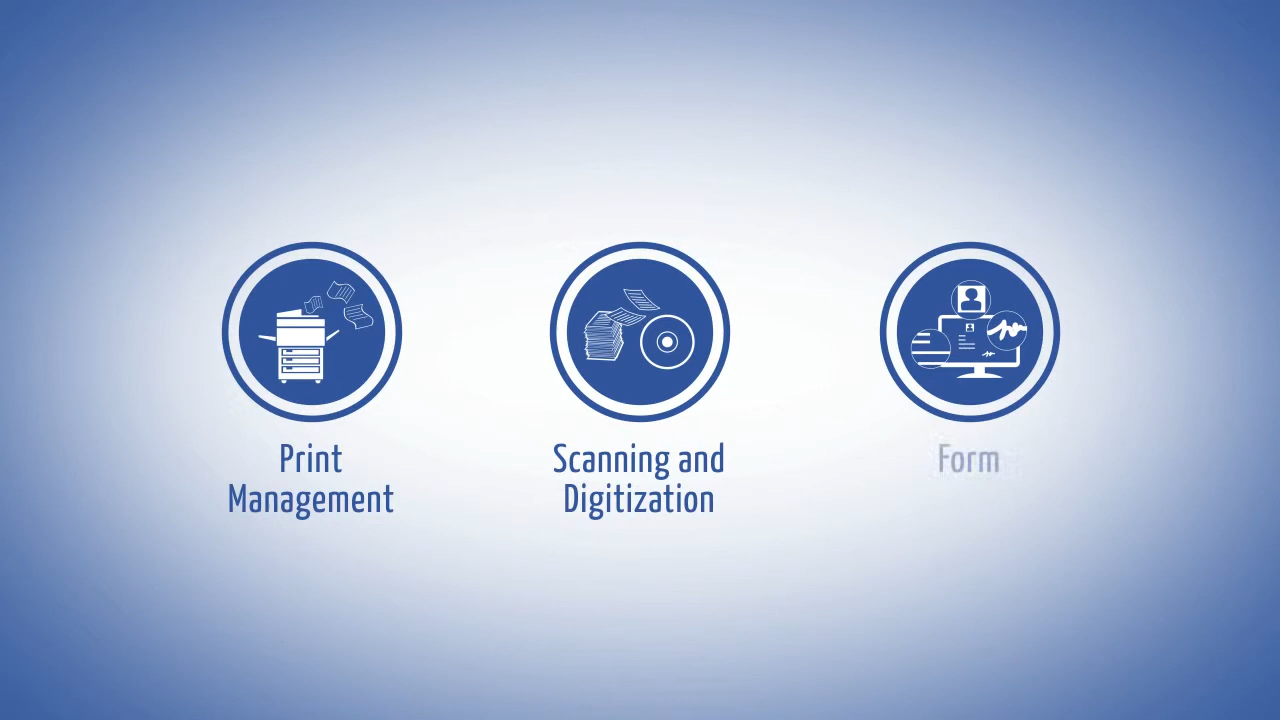 Print
Management
Scanning and
Digitization
Form